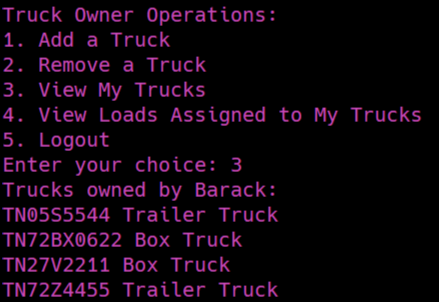 Truck Owner Operations:
1. Add a Truck
2. Remove a Truck
3. View My Trucks
4. View Loads Assigned to My Trucks
5. Logout
Enter your choice: 3
Trucks owned by Barack:
TN05S5544 Trailer Truck
TN72BX0622 Box Truck
TN27V2211 Box Truck
TN72Z4455 Trailer Truck